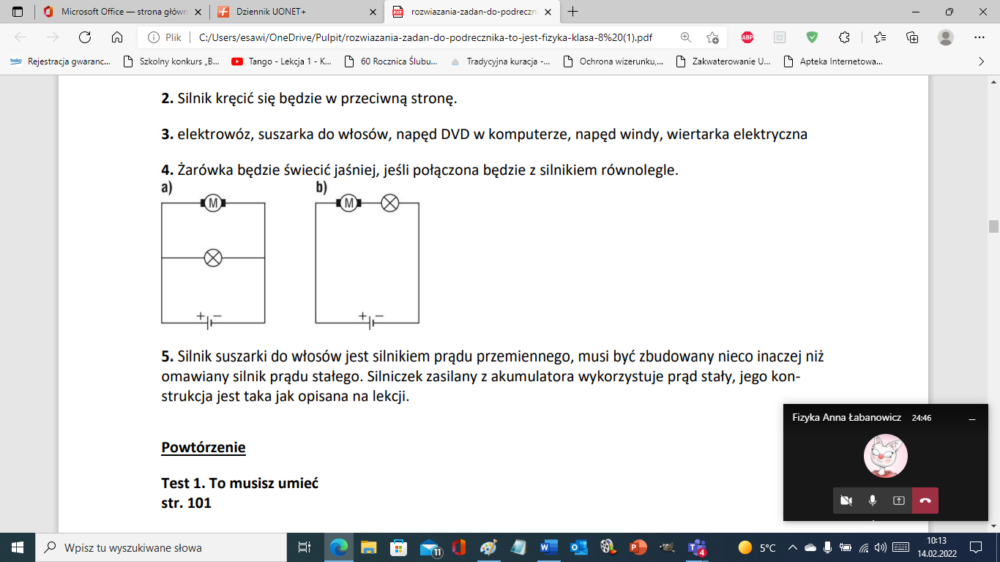 Microsoft Office — strona główn
Dziennik UONET+
rozwiazania-zadan-do-podreczni
Plik
C:/Users/esawi/OneDrive/Pulpit/rozwiazania-zadan-do-podrecznika-to-jest-fizyka-klasa-8%20(1).pdf
ABP
beko Rejestracja gwaranc...
Szkolny konkurs „B...
Tango - Lekcja 1 - K...
60 Rocznica Ślubu...
Tradycyjna kuracja -...
Ochrona wizerunku,...
Zakwaterowanie U...
Apteka Internetowa...
2. Silnik kręcić się będzie w przeciwną stronę.
3. elektrowóz, suszarka do włosów, napęd DVD w komputerze, napęd windy, wiertarka elektryczna
4. Żarówka będzie świecić jaśniej, jeśli połączona będzie z silnikiem równolegle.
a) b)
M M
+ − + −
5. Silnik suszarki do włosów jest silnikiem prądu przemiennego, musi być zbudowany nieco inaczej niż
omawiany silnik prądu stałego. Silniczek zasilany z akumulatora wykorzystuje prąd stały, jego kon-
strukcja jest taka jak opisana na lekcji.
Fizyka Anna Łabanowicz 24:46
Powtórzenie
Test 1. To musisz umieć
str. 101
Wpisz tu wyszukiwane słowa
11
4
5°C
10:13
14.02.2022